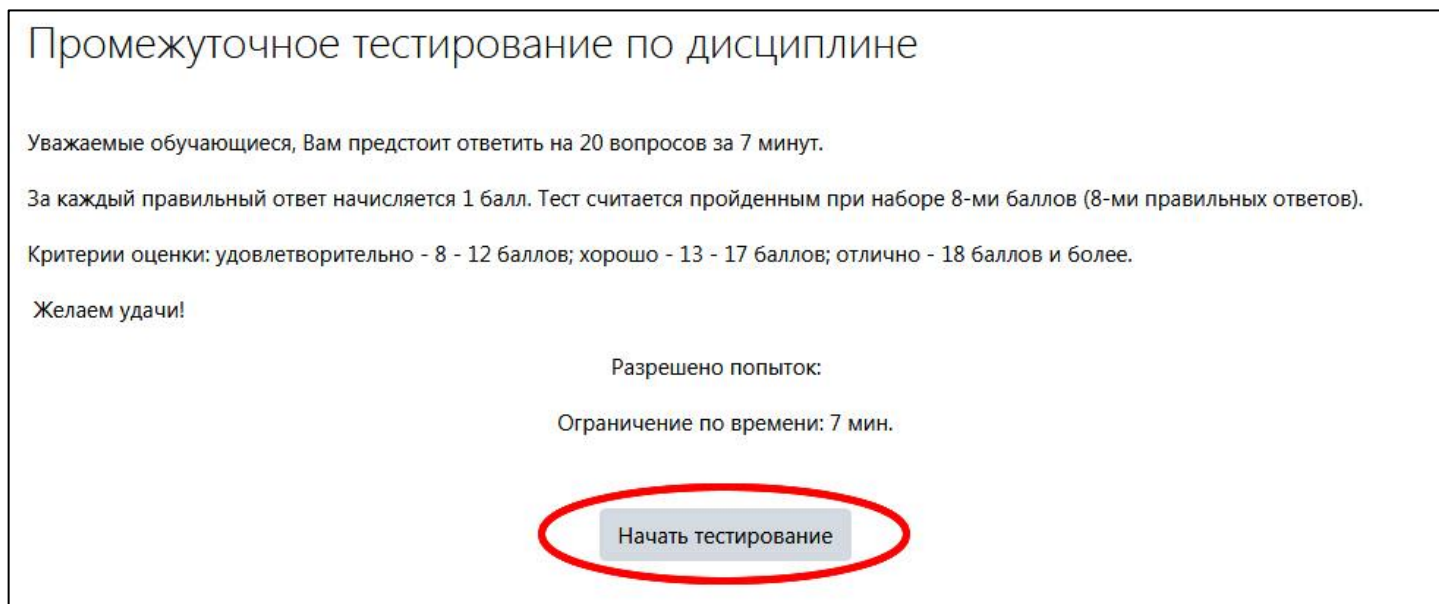 Промежуточное тестирование по дисциплине
Уважаемые обучающиеся, Вам предстоит ответить на 20 вопросов за 7 минут.
За каждый правильный ответ начисляется 1 балл. Тест считается пройденным при наборе 8-ми баллов (8-ми правильных ответов).
Критерии оценки: удовлетворительно - 8 - 12 баллов; хорошо - 13 - 17 баллов; отлично - 18 баллов и более.
Желаем удачи!
Разрешено попыток:
Ограничение по времени: 7 мин.
Начать тестирование